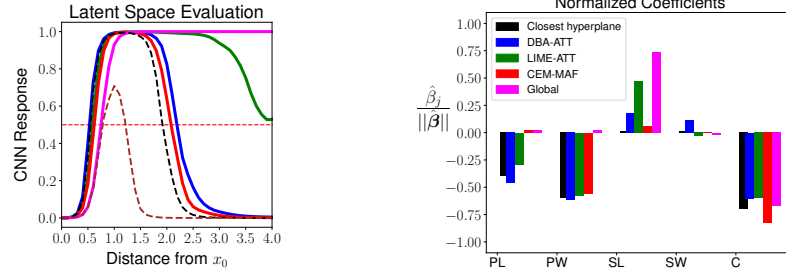 Latent Space Evaluation
CNN Response
1.0
0.8
0.6
0.4
0.2
0.0
0.0 0.5 1.0 1.5 2.0 2.5 3.0 3.5 4.0
Distance from x₀
Normalized Coefficients
β̂ⱼ
||β̂||
1.00
0.75
0.50
0.25
0.00
−0.25
−0.50
−0.75
−1.00
Closest hyperplane
DBA-ATT
LIME-ATT
CEM-MAF
Global
PL PW SL SW C